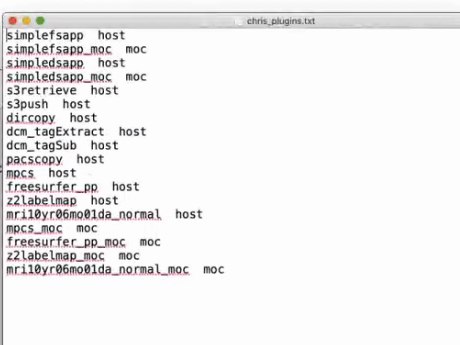 chris_plugins.txt
simplefsapp host
simplefsapp_moc moc
simpledsapp host
simpledsapp_moc moc
s3retrieve host
s3push host
dircopy host
dcm_tagExtract host
dcm_tagSub host
pacscopy host
mpcs host
freesurfer_pp host
z2labelmap host
mri10yr06mo01da_normal host
mpcs_moc moc
freesurfer_pp_moc moc
z2labelmap_moc moc
mri10yr06mo01da_normal_moc moc